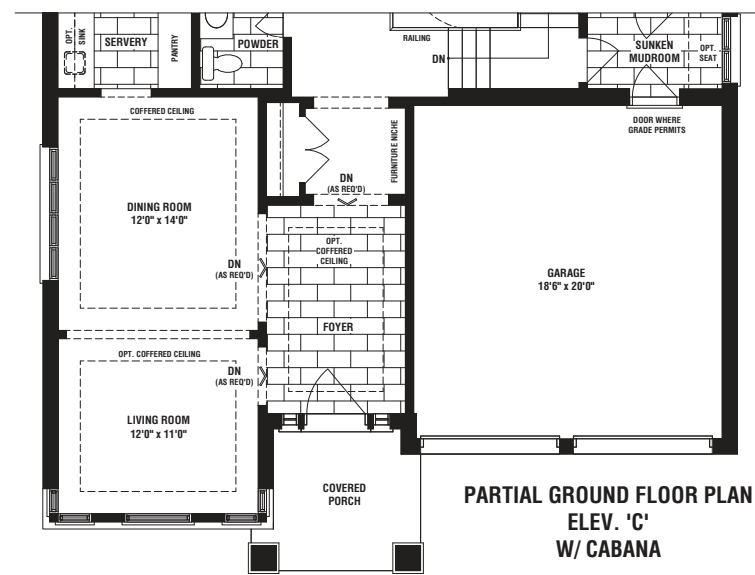 OPT.
SINK
SERVERY
PANTRY
POWDER
RAILING
DN
SUNKEN
MUDROOM
OPT.
SEAT
COFFERED CEILING
DOOR WHERE
GRADE PERMITS
FURNITURE NICHE
DN
(AS REQ'D)
DINING ROOM
12'0" x 14'0"
OPT.
COFFERED
CEILING
DN
(AS REQ'D)
GARAGE
18'6" x 20'0"
FOYER
OPT. COFFERED CEILING
DN
(AS REQ'D)
LIVING ROOM
12'0" x 11'0"
COVERED
PORCH
PARTIAL GROUND FLOOR PLAN
ELEV. 'C'
W/ CABANA